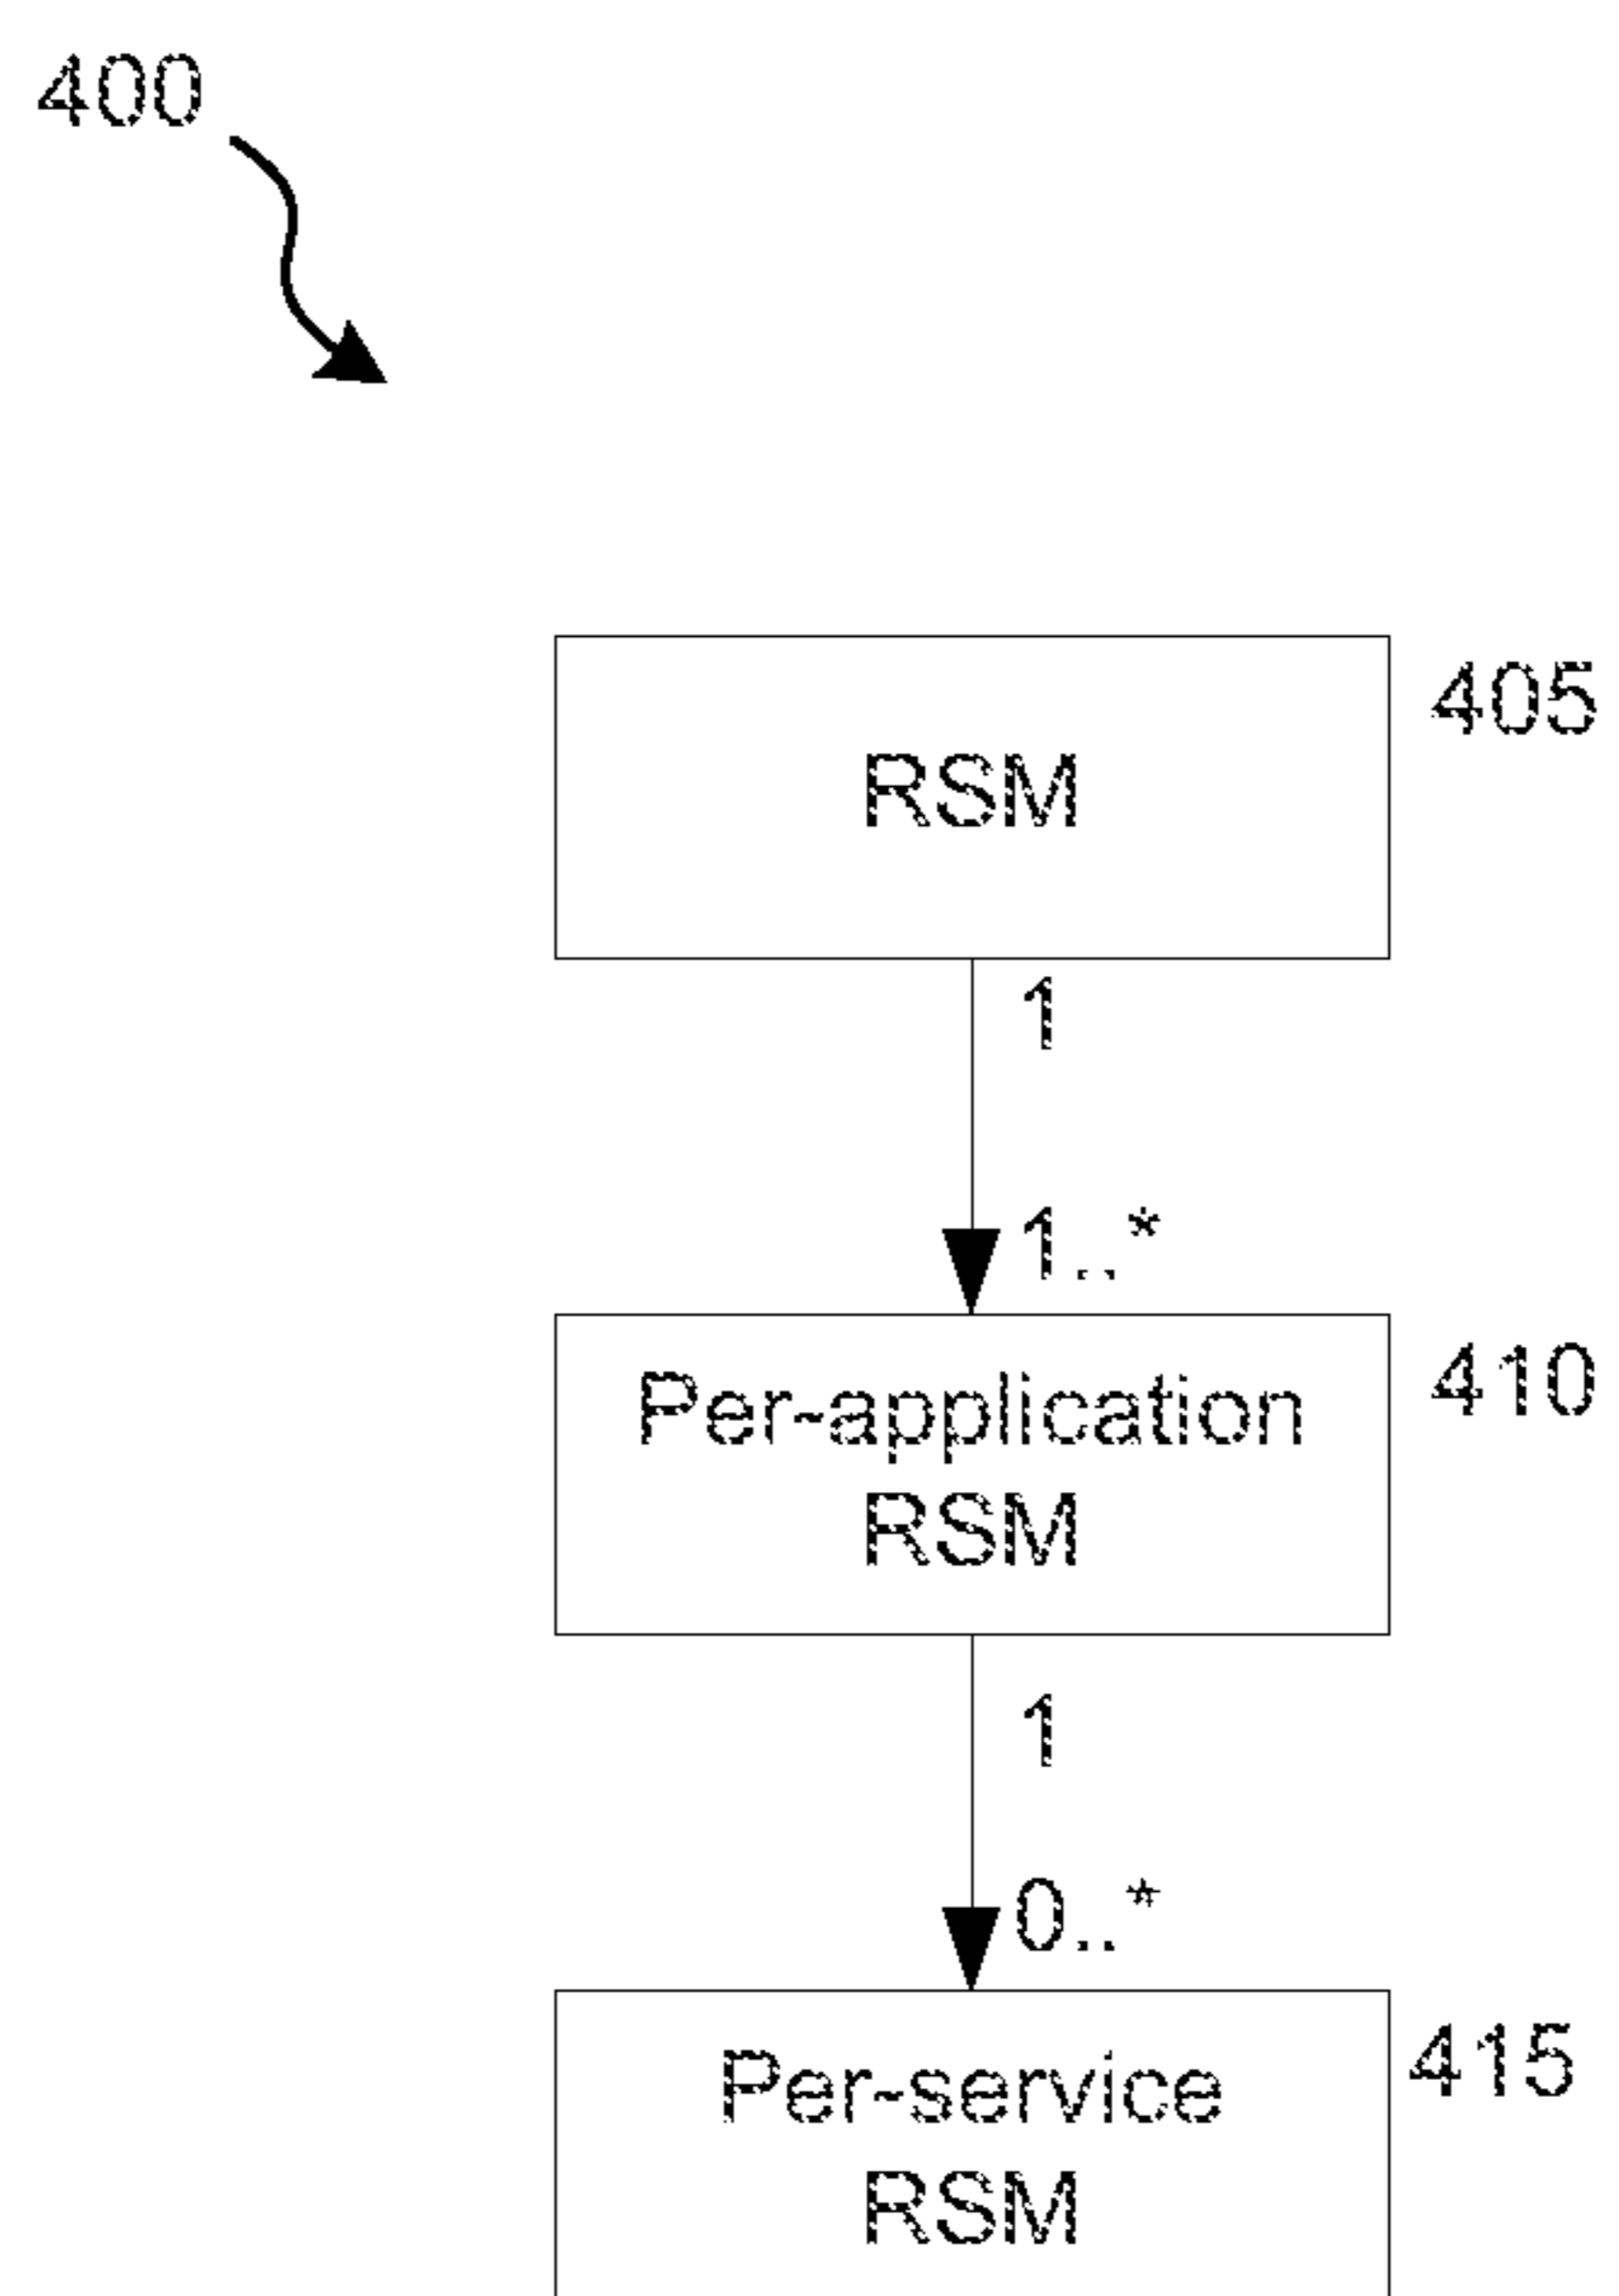 400
405
RSM
1
1..*
410
Per-application
RSM
1
0..*
415
Per-service
RSM